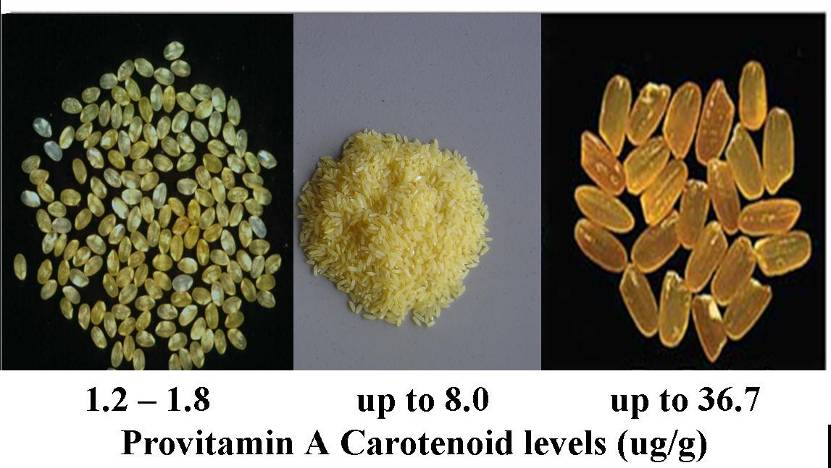 1.2 – 1.8 up to 8.0 up to 36.7
Provitamin A Carotenoid levels (ug/g)